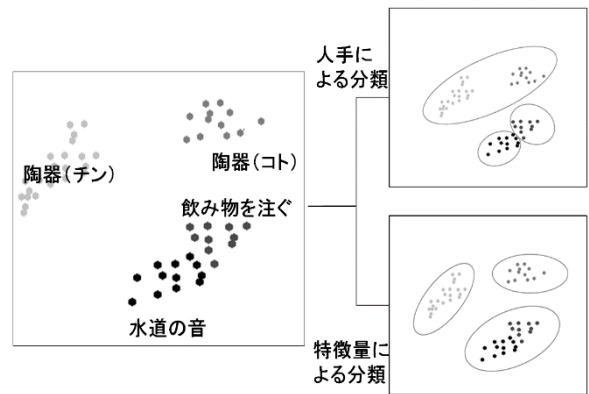 人手に
よる分類
陶器(チン)
陶器(コト)
飲み物を注ぐ
水道の音
特徴量に
よる分類